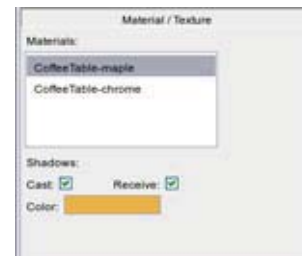 Material / Texture
Materials:
CoffeeTable-maple
CoffeeTable-chrome
Shadows:
Cast: Receive:
Color: